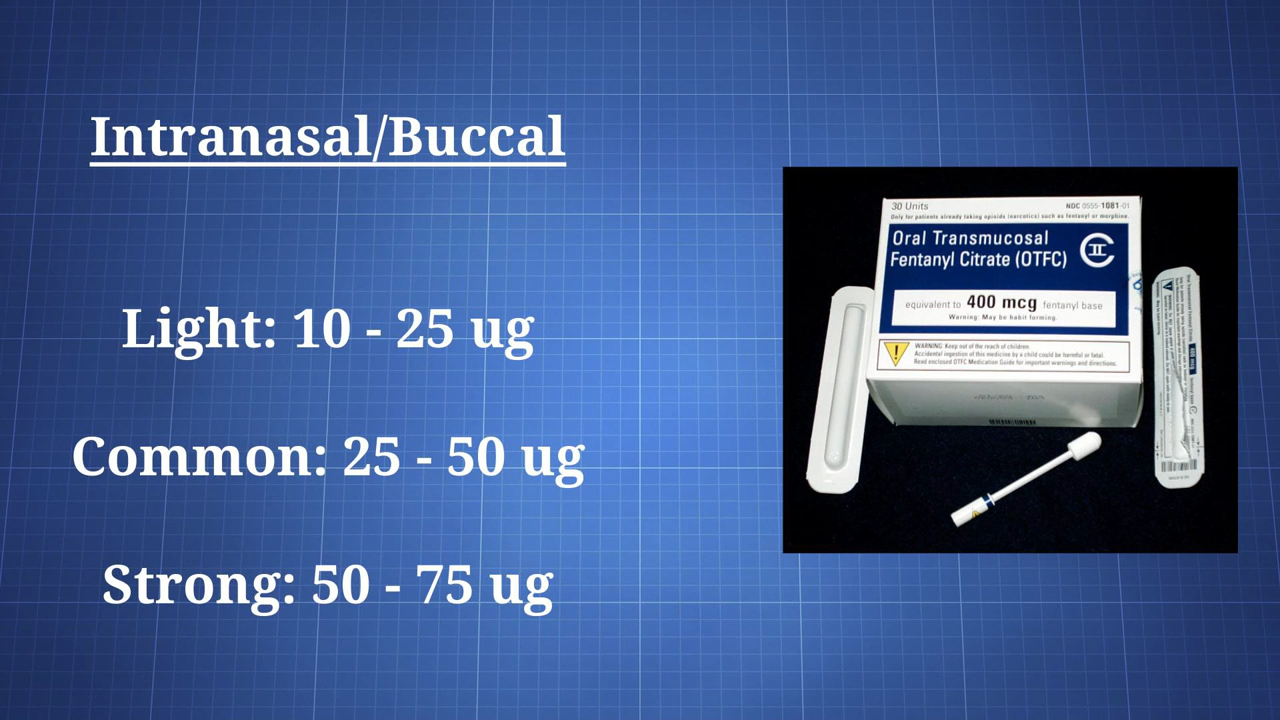 Intranasal/Buccal
Light: 10 - 25 ug
Common: 25 - 50 ug
Strong: 50 - 75 ug
30 Units
NDC 0555-1081-01
Only for patients already taking opioids (narcotics) such as fentanyl or morphine.
Oral Transmucosal
Fentanyl Citrate (OTFC)
CII
equivalent to 400 mcg fentanyl base
Warning: May be habit forming.
WARNING: Keep out of the reach of children.
Accidental ingestion of this medicine by a child could be harmful or fatal.
Read enclosed OTFC Medication Guide for important warnings and directions.